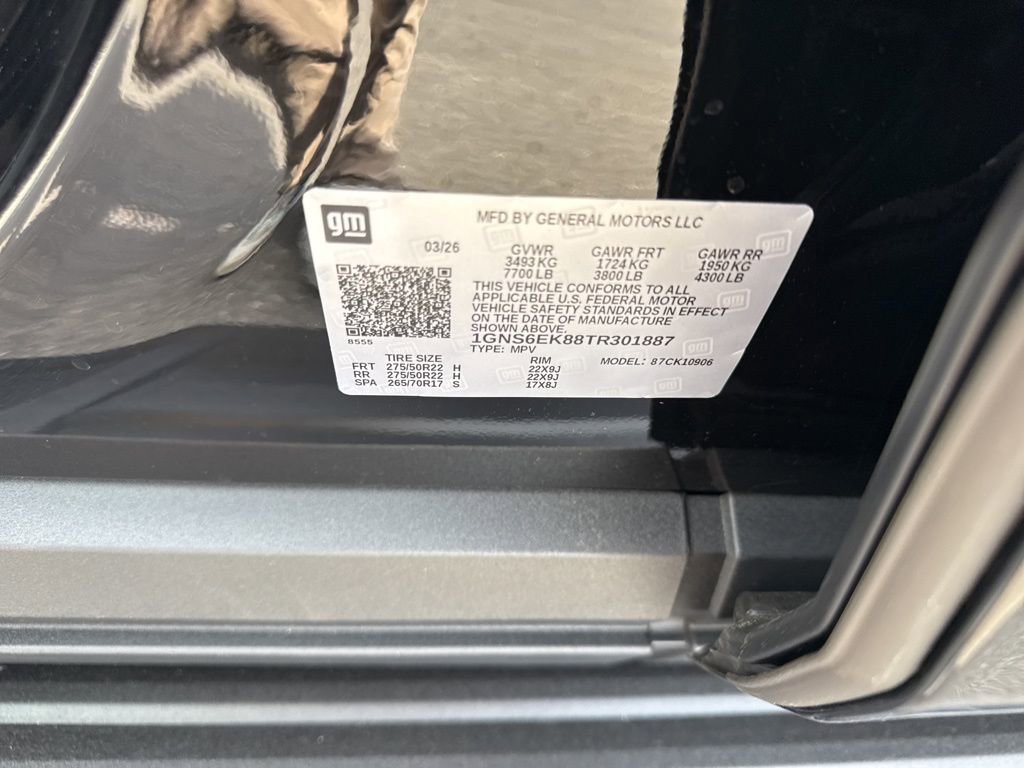 gm
MFD BY GENERAL MOTORS LLC
03/26 GVWR GAWR FRT GAWR RR
3493 KG 1724 KG 1950 KG
7700 LB 3800 LB 4300 LB
THIS VEHICLE CONFORMS TO ALL
APPLICABLE U.S. FEDERAL MOTOR
VEHICLE SAFETY STANDARDS IN EFFECT
ON THE DATE OF MANUFACTURE
SHOWN ABOVE.
8555
1GNS6EK88TR301887
TYPE: MPV
TIRE SIZE RIM MODEL: 87CK10906
FRT 275/50R22 H 22X9J
RR 275/50R22 H 22X9J
SPA 265/70R17 S 17X8J